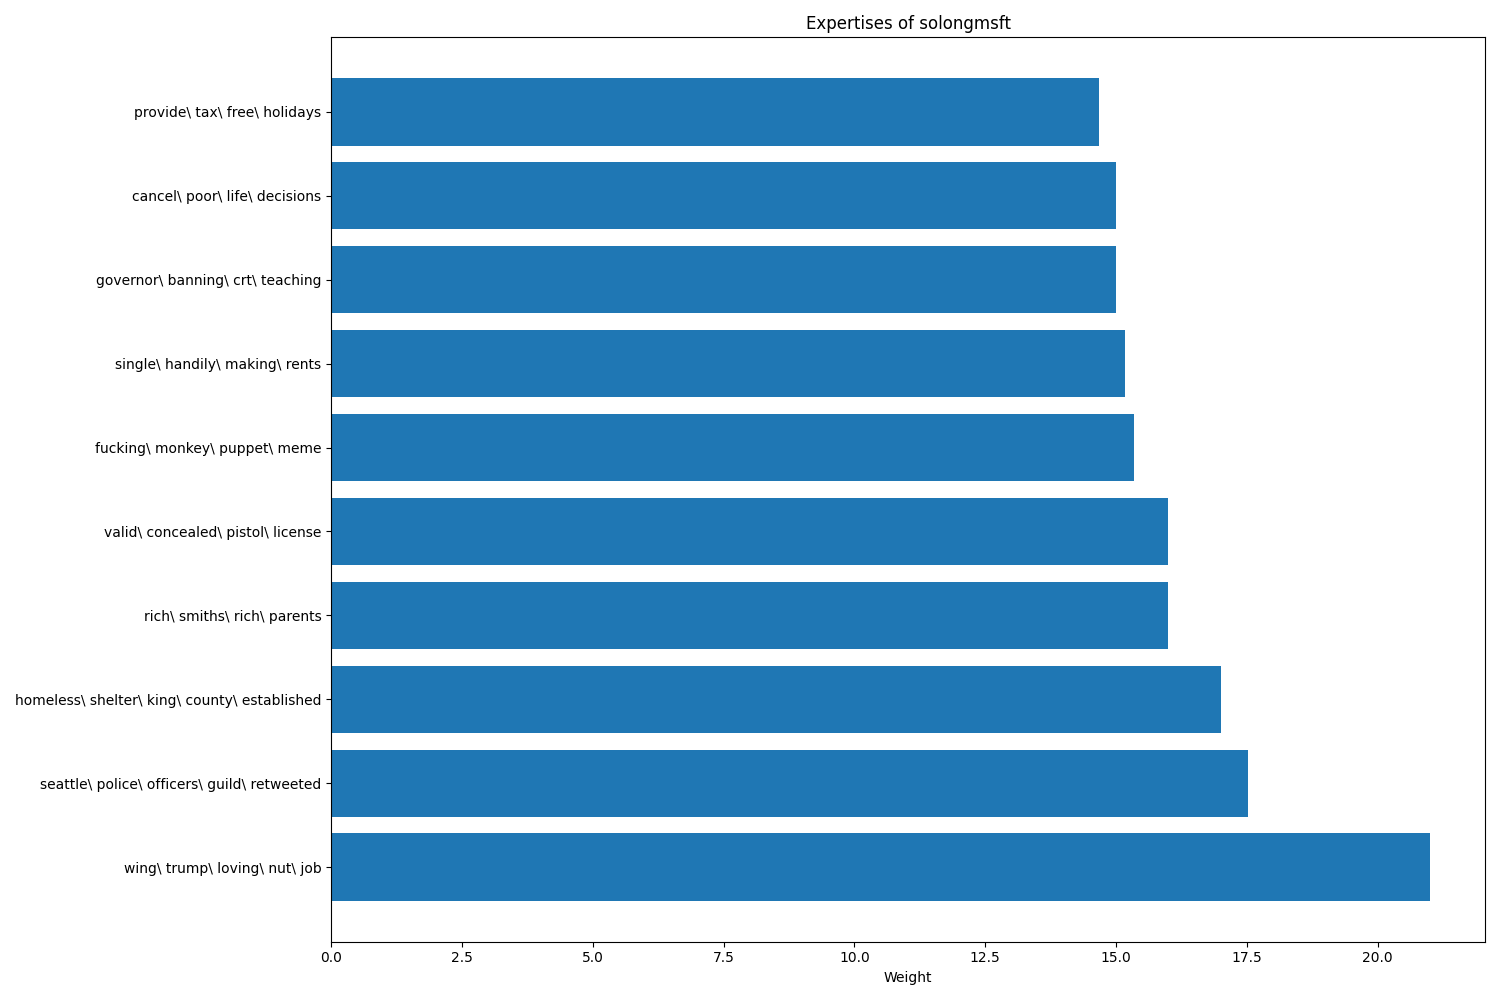 Expertises of solongmsft
provide\ tax\ free\ holidays
cancel\ poor\ life\ decisions
governor\ banning\ crt\ teaching
single\ handily\ making\ rents
fucking\ monkey\ puppet\ meme
valid\ concealed\ pistol\ license
rich\ smiths\ rich\ parents
homeless\ shelter\ king\ county\ established
seattle\ police\ officers\ guild\ retweeted
wing\ trump\ loving\ nut\ job
0.0 2.5 5.0 7.5 10.0 12.5 15.0 17.5 20.0
Weight